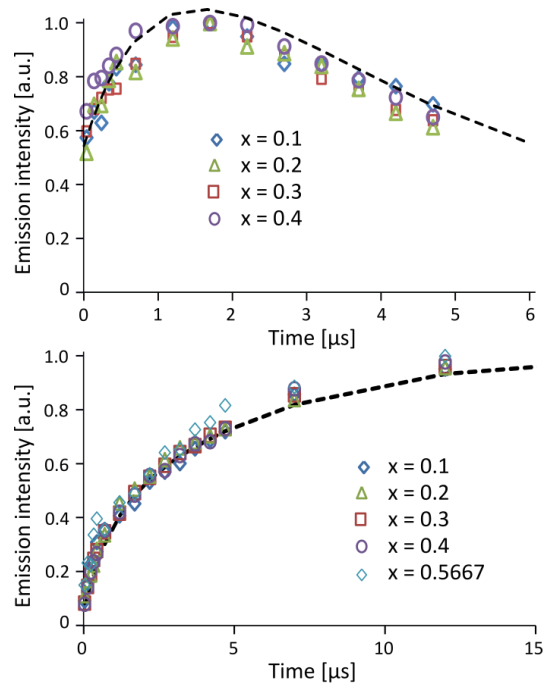 Emission intensity [a.u.]
1.0
0.8
0.6
0.4
0.2
0
x = 0.1
x = 0.2
x = 0.3
x = 0.4
0 1 2 3 4 5 6
Time [µs]
Emission intensity [a.u.]
1.0
0.8
0.6
0.4
0.2
0
x = 0.1
x = 0.2
x = 0.3
x = 0.4
x = 0.5667
0 5 10 15
Time [µs]